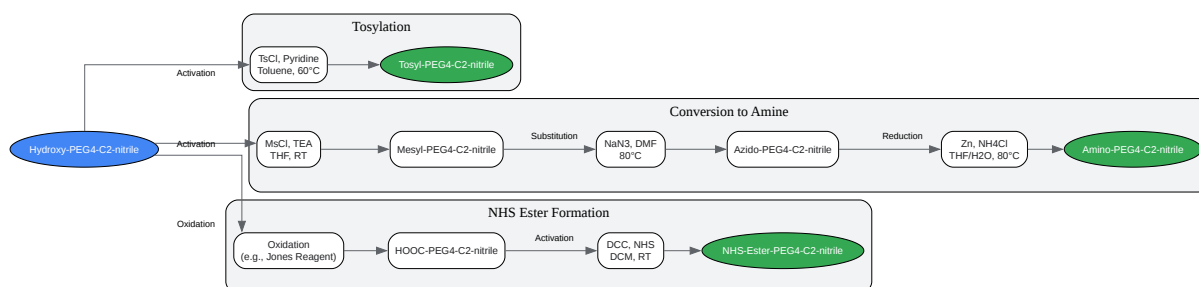 Tosylation
TsCl, Pyridine
Toluene, 60°C
Tosyl-PEG4-C2-nitrile
Activation
Conversion to Amine
Hydroxy-PEG4-C2-nitrile
Activation
MsCl, TEA
THF, RT
Mesyl-PEG4-C2-nitrile
Substitution
NaN3, DMF
80°C
Azido-PEG4-C2-nitrile
Reduction
Zn, NH4Cl
THF/H2O, 80°C
Amino-PEG4-C2-nitrile
NHS Ester Formation
Oxidation
Oxidation
(e.g., Jones Reagent)
HOOC-PEG4-C2-nitrile
Activation
DCC, NHS
DCM, RT
NHS-Ester-PEG4-C2-nitrile